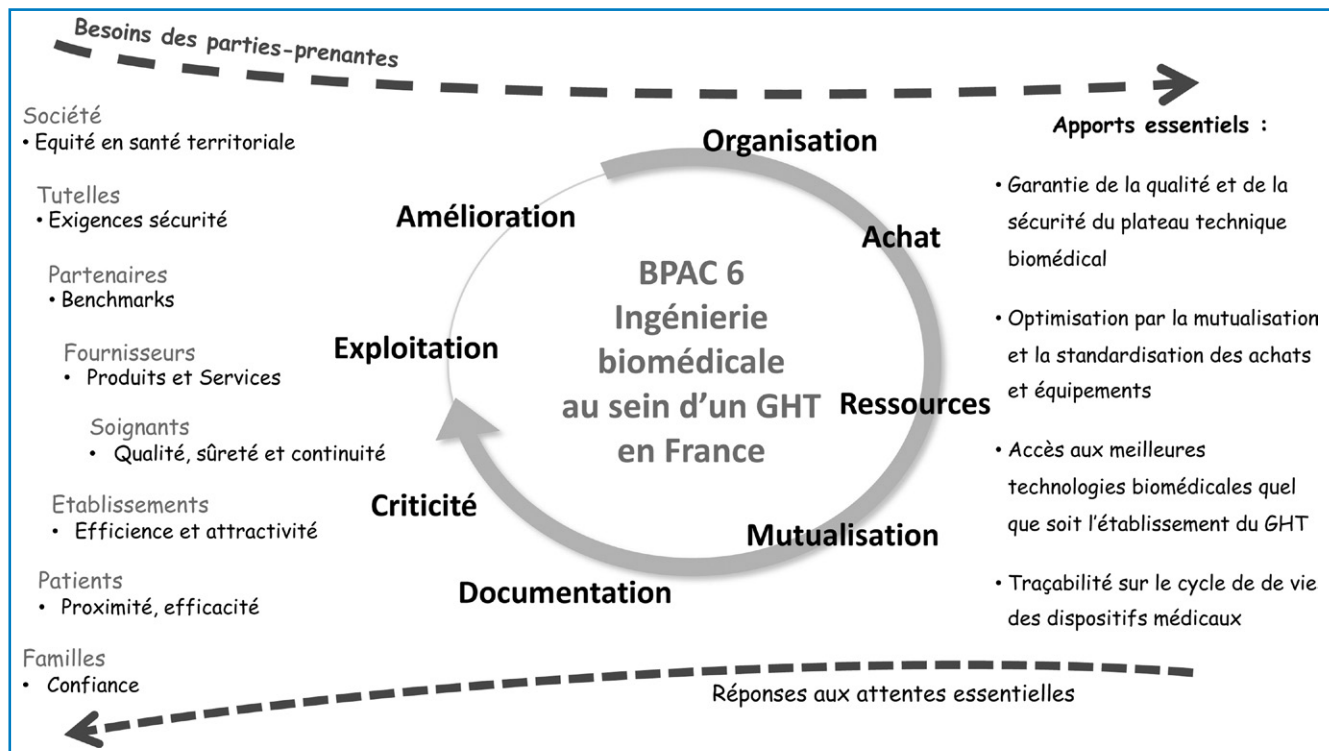 Besoins des parties-prenantes
Société
• Equité en santé territoriale
Tutelles
• Exigences sécurité
Partenaires
• Benchmarks
Fournisseurs
• Produits et Services
Soignants
• Qualité, sûreté et continuité
Etablissements
• Efficience et attractivité
Patients
• Proximité, efficacité
Familles
• Confiance
Organisation
Achat
Ressources
Mutualisation
Documentation
Criticité
Exploitation
Amélioration
BPAC 6
Ingénierie
biomédicale
au sein d’un GHT
en France
Apports essentiels :
• Garantie de la qualité et de la
sécurité du plateau technique
biomédical
• Optimisation par la mutualisation
et la standardisation des achats
et équipements
• Accès aux meilleures
technologies biomédicales quel
que soit l’établissement du GHT
• Traçabilité sur le cycle de de vie
des dispositifs médicaux
Réponses aux attentes essentielles